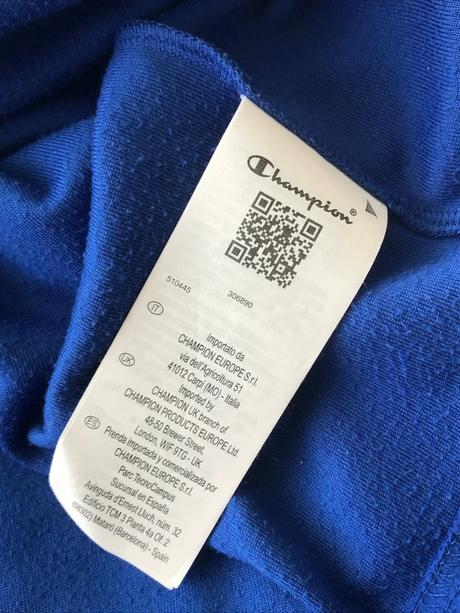 Champion®
510445 306890
IT
Importato da
CHAMPION EUROPE S.r.l.
via dell'Agricoltura 51
41012 Carpi (MO) - Italia
UK
Imported by
CHAMPION UK branch of
CHAMPION PRODUCTS EUROPE Ltd.
48-50 Brewer Street,
London, WIF 9TG - UK
ES
Prenda importada y comercializada por
CHAMPION EUROPE S.r.l.
Sucursal en España
Parc TecnoCampus
Avinguda d'Ernest Lluch, núm. 32
Edificio TCM 3 Planta 4a Of. 2
08302) Mataró (Barcelona) - Spain